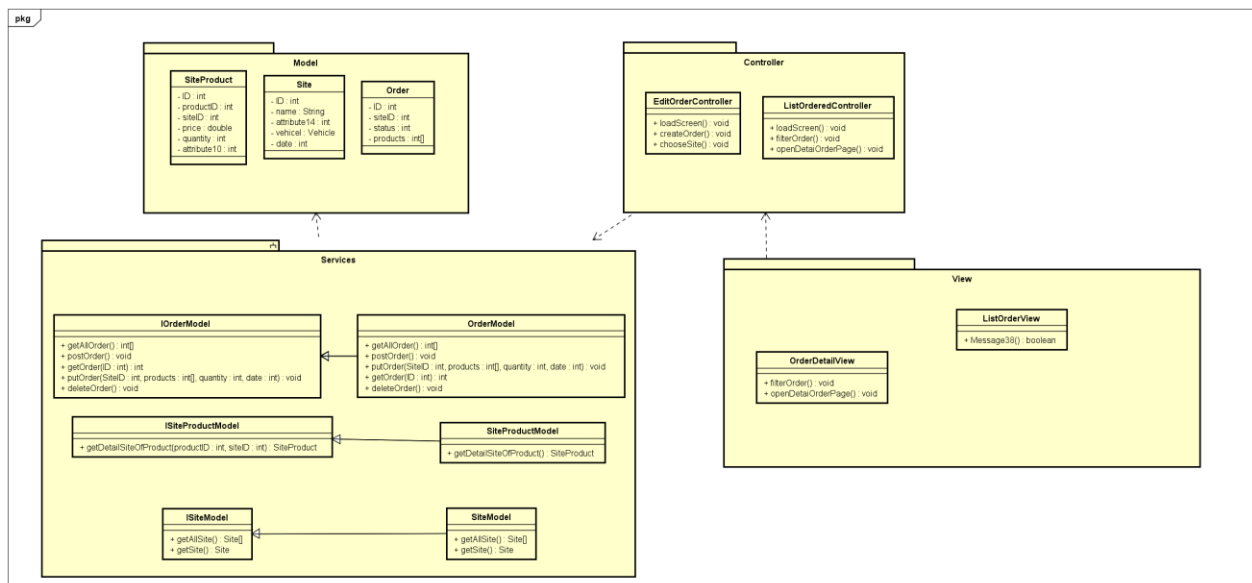 pkg
Model
SiteProduct
- ID : int
- productID : int
- siteID : int
- price : double
- quantity : int
- attribute10 : int
Site
- ID : int
- name : String
- attribute14 : int
- vehicel : Vehicle
- date : int
Order
- ID : int
- siteID : int
- status : int
- products : int[]
Controller
EditOrderController
+ loadScreen() : void
+ createOrder() : void
+ chooseSite() : void
ListOrderedController
+ loadScreen() : void
+ filterOrder() : void
+ openDetaiOrderPage() : void
Services
IOrderModel
+ getAllOrder() : int[]
+ postOrder() : void
+ getOrder(ID : int) : int
+ putOrder(SiteID : int, products : int[], quantity : int, date : int) : void
+ deleteOrder() : void
OrderModel
+ getAllOrder() : int[]
+ postOrder() : void
+ putOrder(SiteID : int, products : int[], quantity : int, date : int) : void
+ getOrder(ID : int) : int
+ deleteOrder() : void
ISiteProductModel
+ getDetailSiteOfProduct(productID : int, siteID : int) : SiteProduct
SiteProductModel
+ getDetailSiteOfProduct() : SiteProduct
ISiteModel
+ getAllSite() : Site[]
+ getSite() : Site
SiteModel
+ getAllSite() : Site[]
+ getSite() : Site
View
ListOrderView
+ Message38() : boolean
OrderDetailView
+ filterOrder() : void
+ openDetaiOrderPage() : void